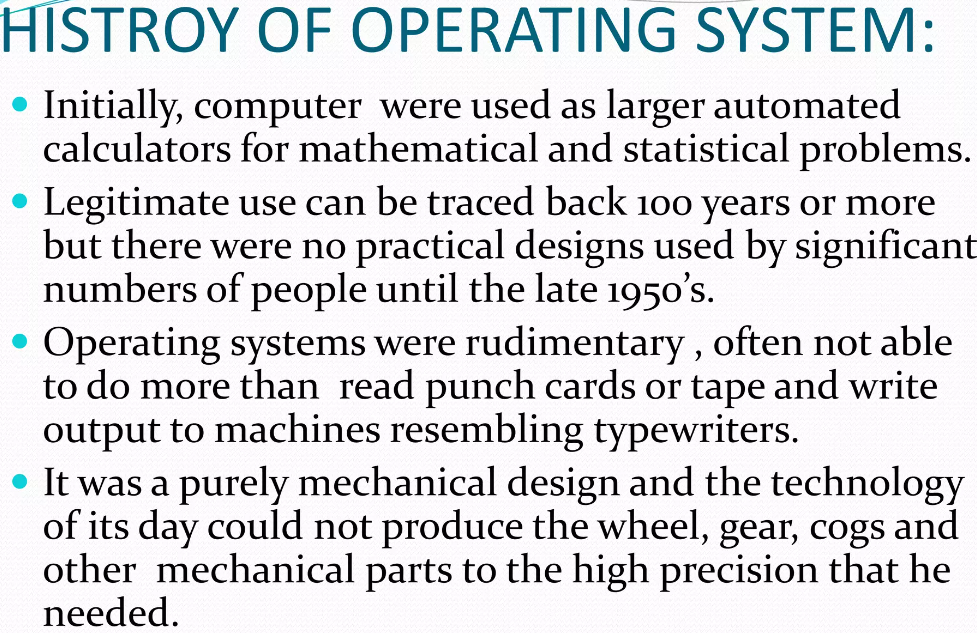 HISTROY OF OPERATING SYSTEM:
• Initially, computer  were used as larger automated
calculators for mathematical and statistical problems.
• Legitimate use can be traced back 100 years or more
but there were no practical designs used by significant
numbers of people until the late 1950’s.
• Operating systems were rudimentary , often not able
to do more than  read punch cards or tape and write
output to machines resembling typewriters.
• It was a purely mechanical design and the technology
of its day could not produce the wheel, gear, cogs and
other  mechanical parts to the high precision that he
needed.